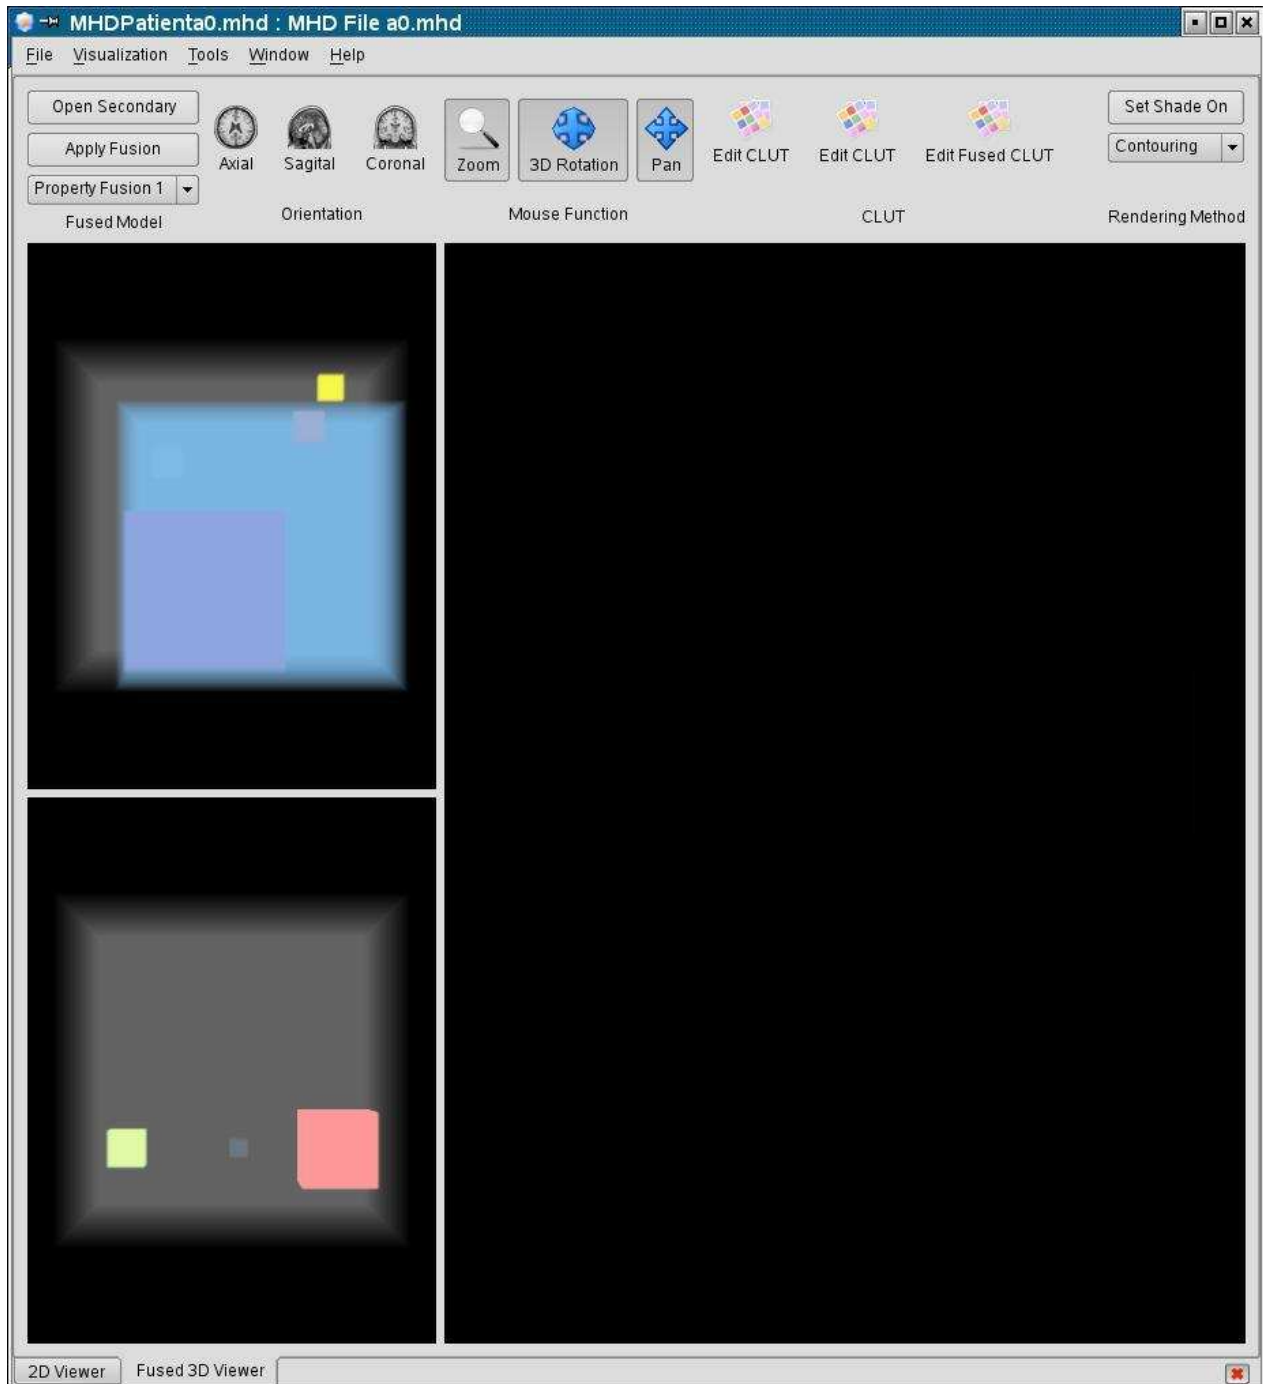 MHDPatienta0.mhd : MHD File a0.mhd
File Visualization Tools Window Help
Open Secondary
Apply Fusion
Property Fusion 1
Fused Model
Axial Sagital Coronal
Orientation
Zoom 3D Rotation Pan
Mouse Function
Edit CLUT Edit CLUT Edit Fused CLUT
CLUT
Set Shade On
Contouring
Rendering Method
2D Viewer Fused 3D Viewer